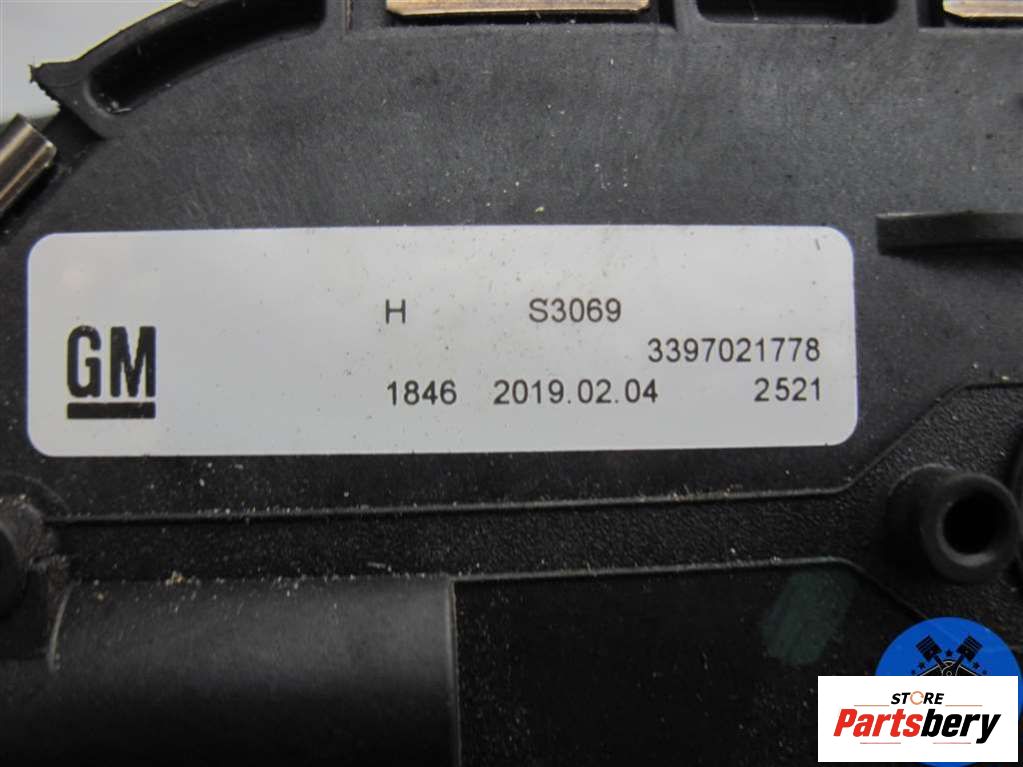 GM
H S3069
3397021778
1846 2019.02.04 2521
STORE
Partsbery